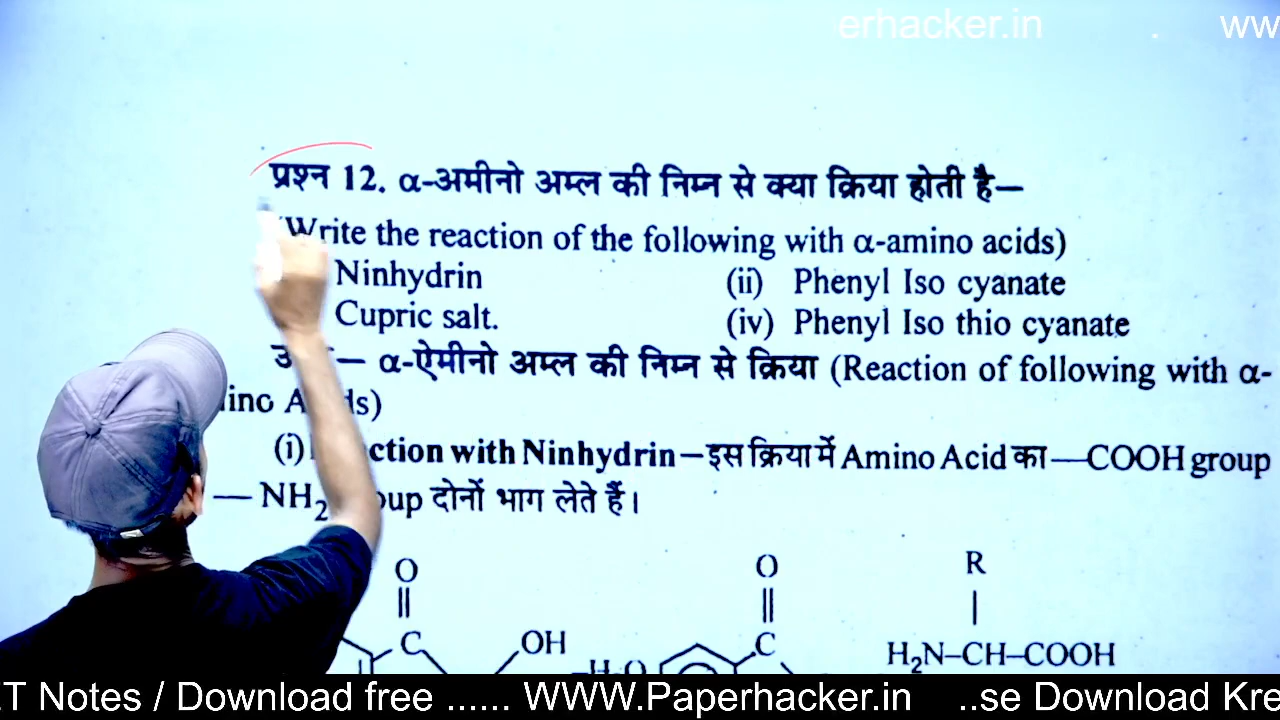 erhacker.in . ww
प्रश्न 12. α-अमीनो अम्ल की निम्न से क्या क्रिया होती है—
(Write the reaction of the following with α-amino acids)
Ninhydrin (ii) Phenyl Iso cyanate
Cupric salt. (iv) Phenyl Iso thio cyanate
— α-ऐमीनो अम्ल की निम्न से क्रिया (Reaction of following with α-
ino A ds)
(i) ction with Ninhydrin—इस क्रिया में Amino Acid का —COOH group
— NH₂ oup दोनों भाग लेते हैं।
O O R
C OH C H₂N–CH–COOH
–H₂O
.T Notes / Download free ...... WWW.Paperhacker.in ..se Download Kre